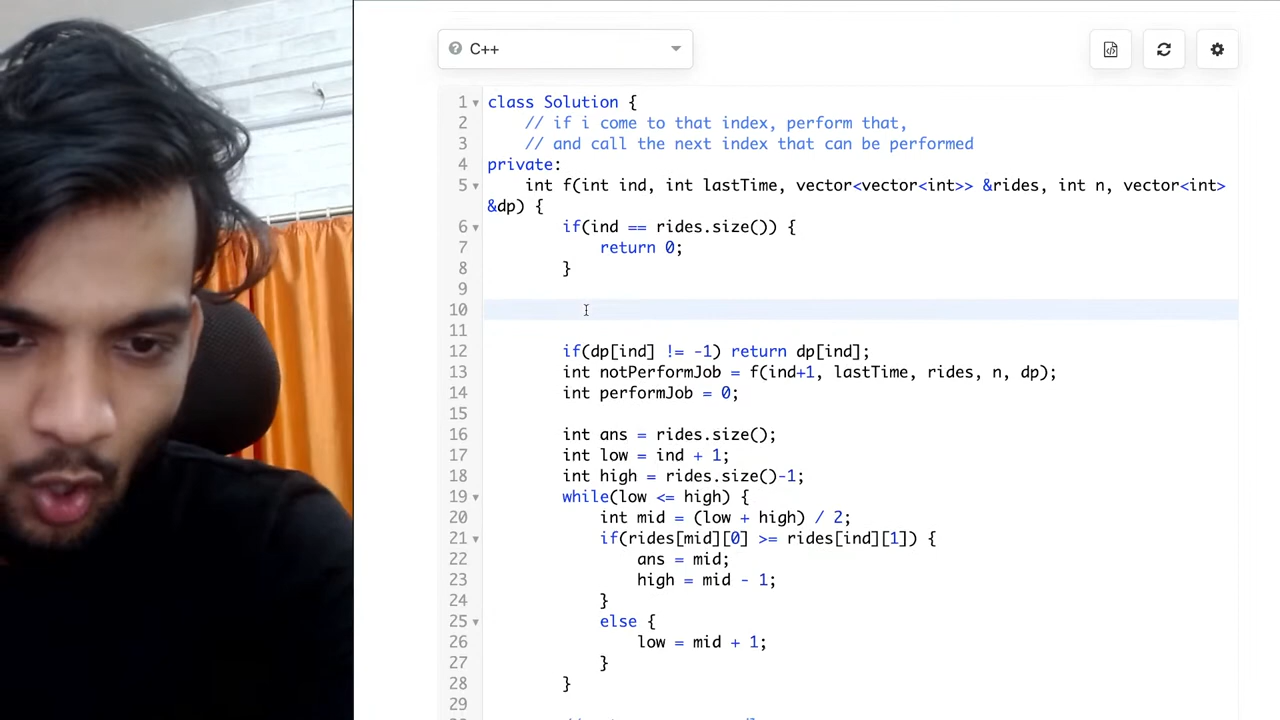 C++
1 class Solution {
2 // if i come to that index, perform that,
3 // and call the next index that can be performed
4 private:
5 int f(int ind, int lastTime, vector<vector<int>> &rides, int n, vector<int>
&dp) {
6 if(ind == rides.size()) {
7 return 0;
8 }
9
10
11
12 if(dp[ind] != -1) return dp[ind];
13 int notPerformJob = f(ind+1, lastTime, rides, n, dp);
14 int performJob = 0;
15
16 int ans = rides.size();
17 int low = ind + 1;
18 int high = rides.size()-1;
19 while(low <= high) {
20 int mid = (low + high) / 2;
21 if(rides[mid][0] >= rides[ind][1]) {
22 ans = mid;
23 high = mid - 1;
24 }
25 else {
26 low = mid + 1;
27 }
28 }
29